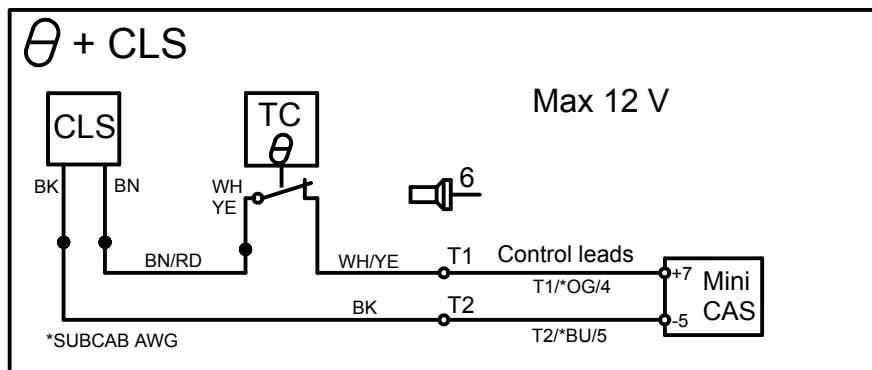 θ + CLS
Max 12 V
CLS
TC
θ
BK
BN
WH
YE
6
BN/RD
WH/YE
T1
Control leads
T1/*OG/4
+7
Mini
CAS
-5
BK
T2
T2/*BU/5
*SUBCAB AWG